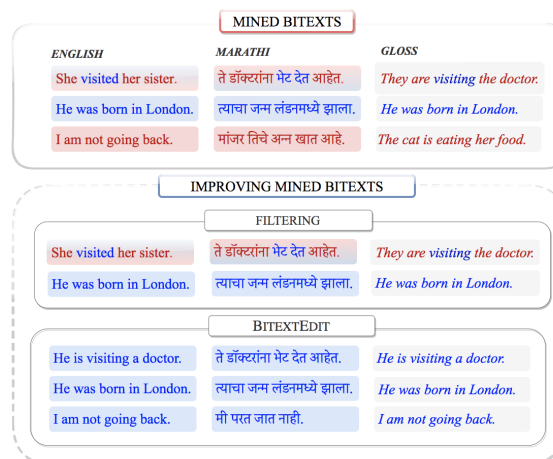 MINED BITEXTS
ENGLISH MARATHI GLOSS
She visited her sister. ते डॉक्टरांना भेट देत आहेत. They are visiting the doctor.
He was born in London. त्याचा जन्म लंडनमध्ये झाला. He was born in London.
I am not going back. मांजर तिचे अन्न खात आहे. The cat is eating her food.
IMPROVING MINED BITEXTS
FILTERING
She visited her sister. ते डॉक्टरांना भेट देत आहेत. They are visiting the doctor.
He was born in London. त्याचा जन्म लंडनमध्ये झाला. He was born in London.
BITEXTEDIT
He is visiting a doctor. ते डॉक्टरांना भेट देत आहेत. He is visiting a doctor.
He was born in London. त्याचा जन्म लंडनमध्ये झाला. He was born in London.
I am not going back. मी परत जात नाही. I am not going back.